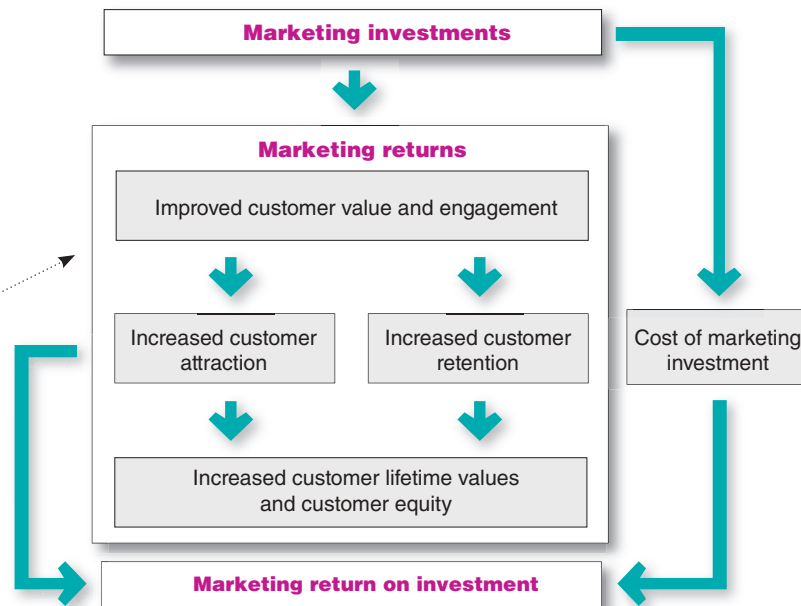 Marketing investments
Marketing returns
Improved customer value and engagement
Increased customer
attraction
Increased customer
retention
Cost of marketing
investment
Increased customer lifetime values
and customer equity
Marketing return on investment